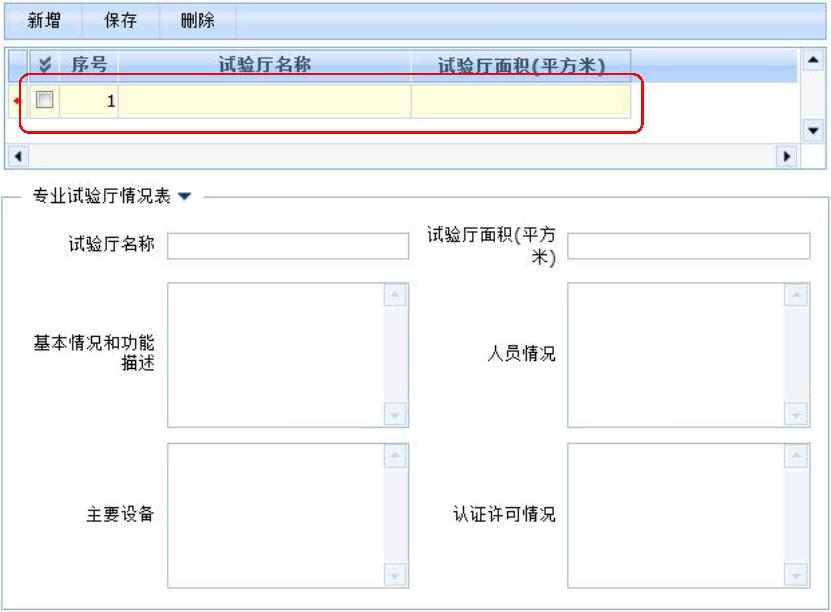 新增 保存 删除
序号 试验厅名称 试验厅面积(平方米)
1
专业试验厅情况表
试验厅名称
试验厅面积(平方
米)
基本情况和功能
描述
人员情况
主要设备
认证许可情况